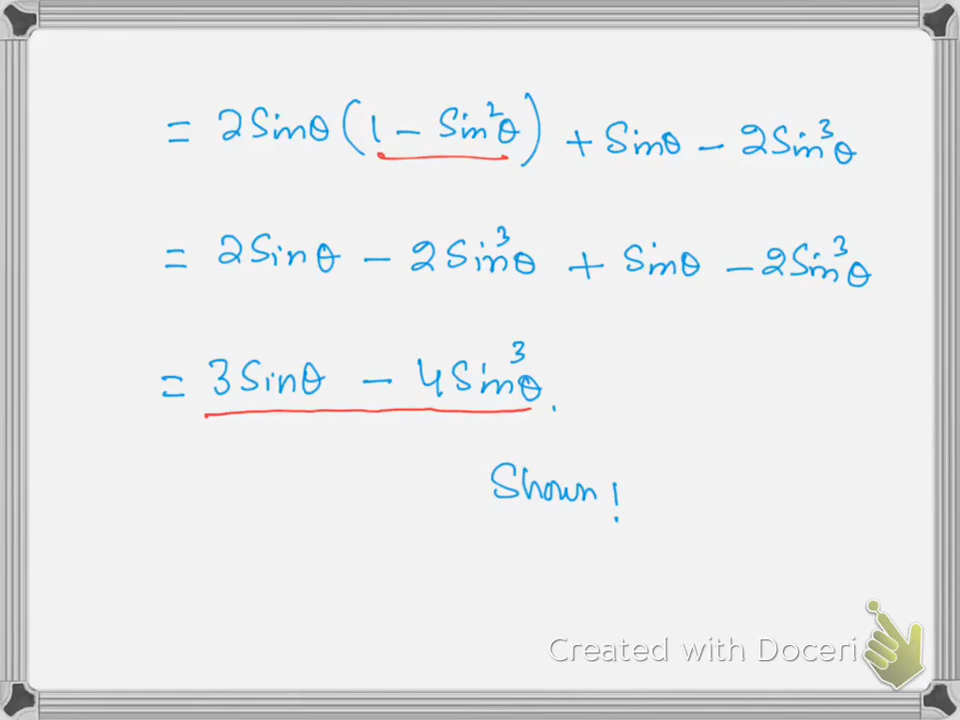 = 2Sinθ(1 − Sin²θ) + Sinθ − 2Sin³θ
= 2Sinθ − 2Sin³θ + Sinθ − 2Sin³θ
= 3Sinθ − 4Sin³θ.
Shown!
Created with Doceri